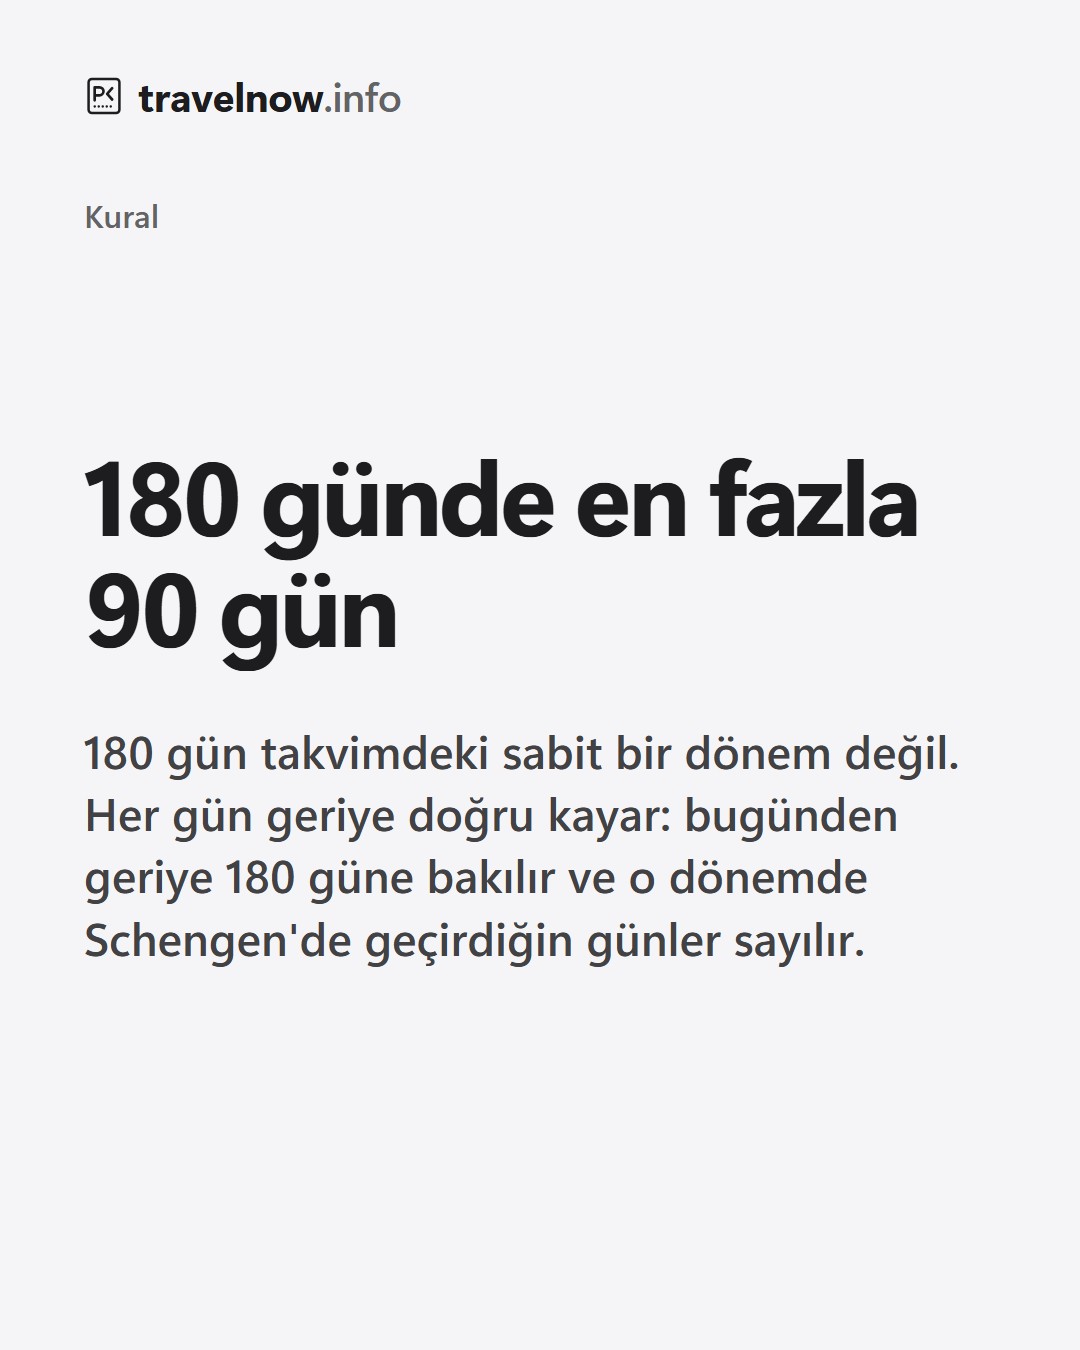 travelnow.info
Kural
180 günde en fazla
90 gün
180 gün takvimdeki sabit bir dönem değil.
Her gün geriye doğru kayar: bugünden
geriye 180 güne bakılır ve o dönemde
Schengen'de geçirdiğin günler sayılır.